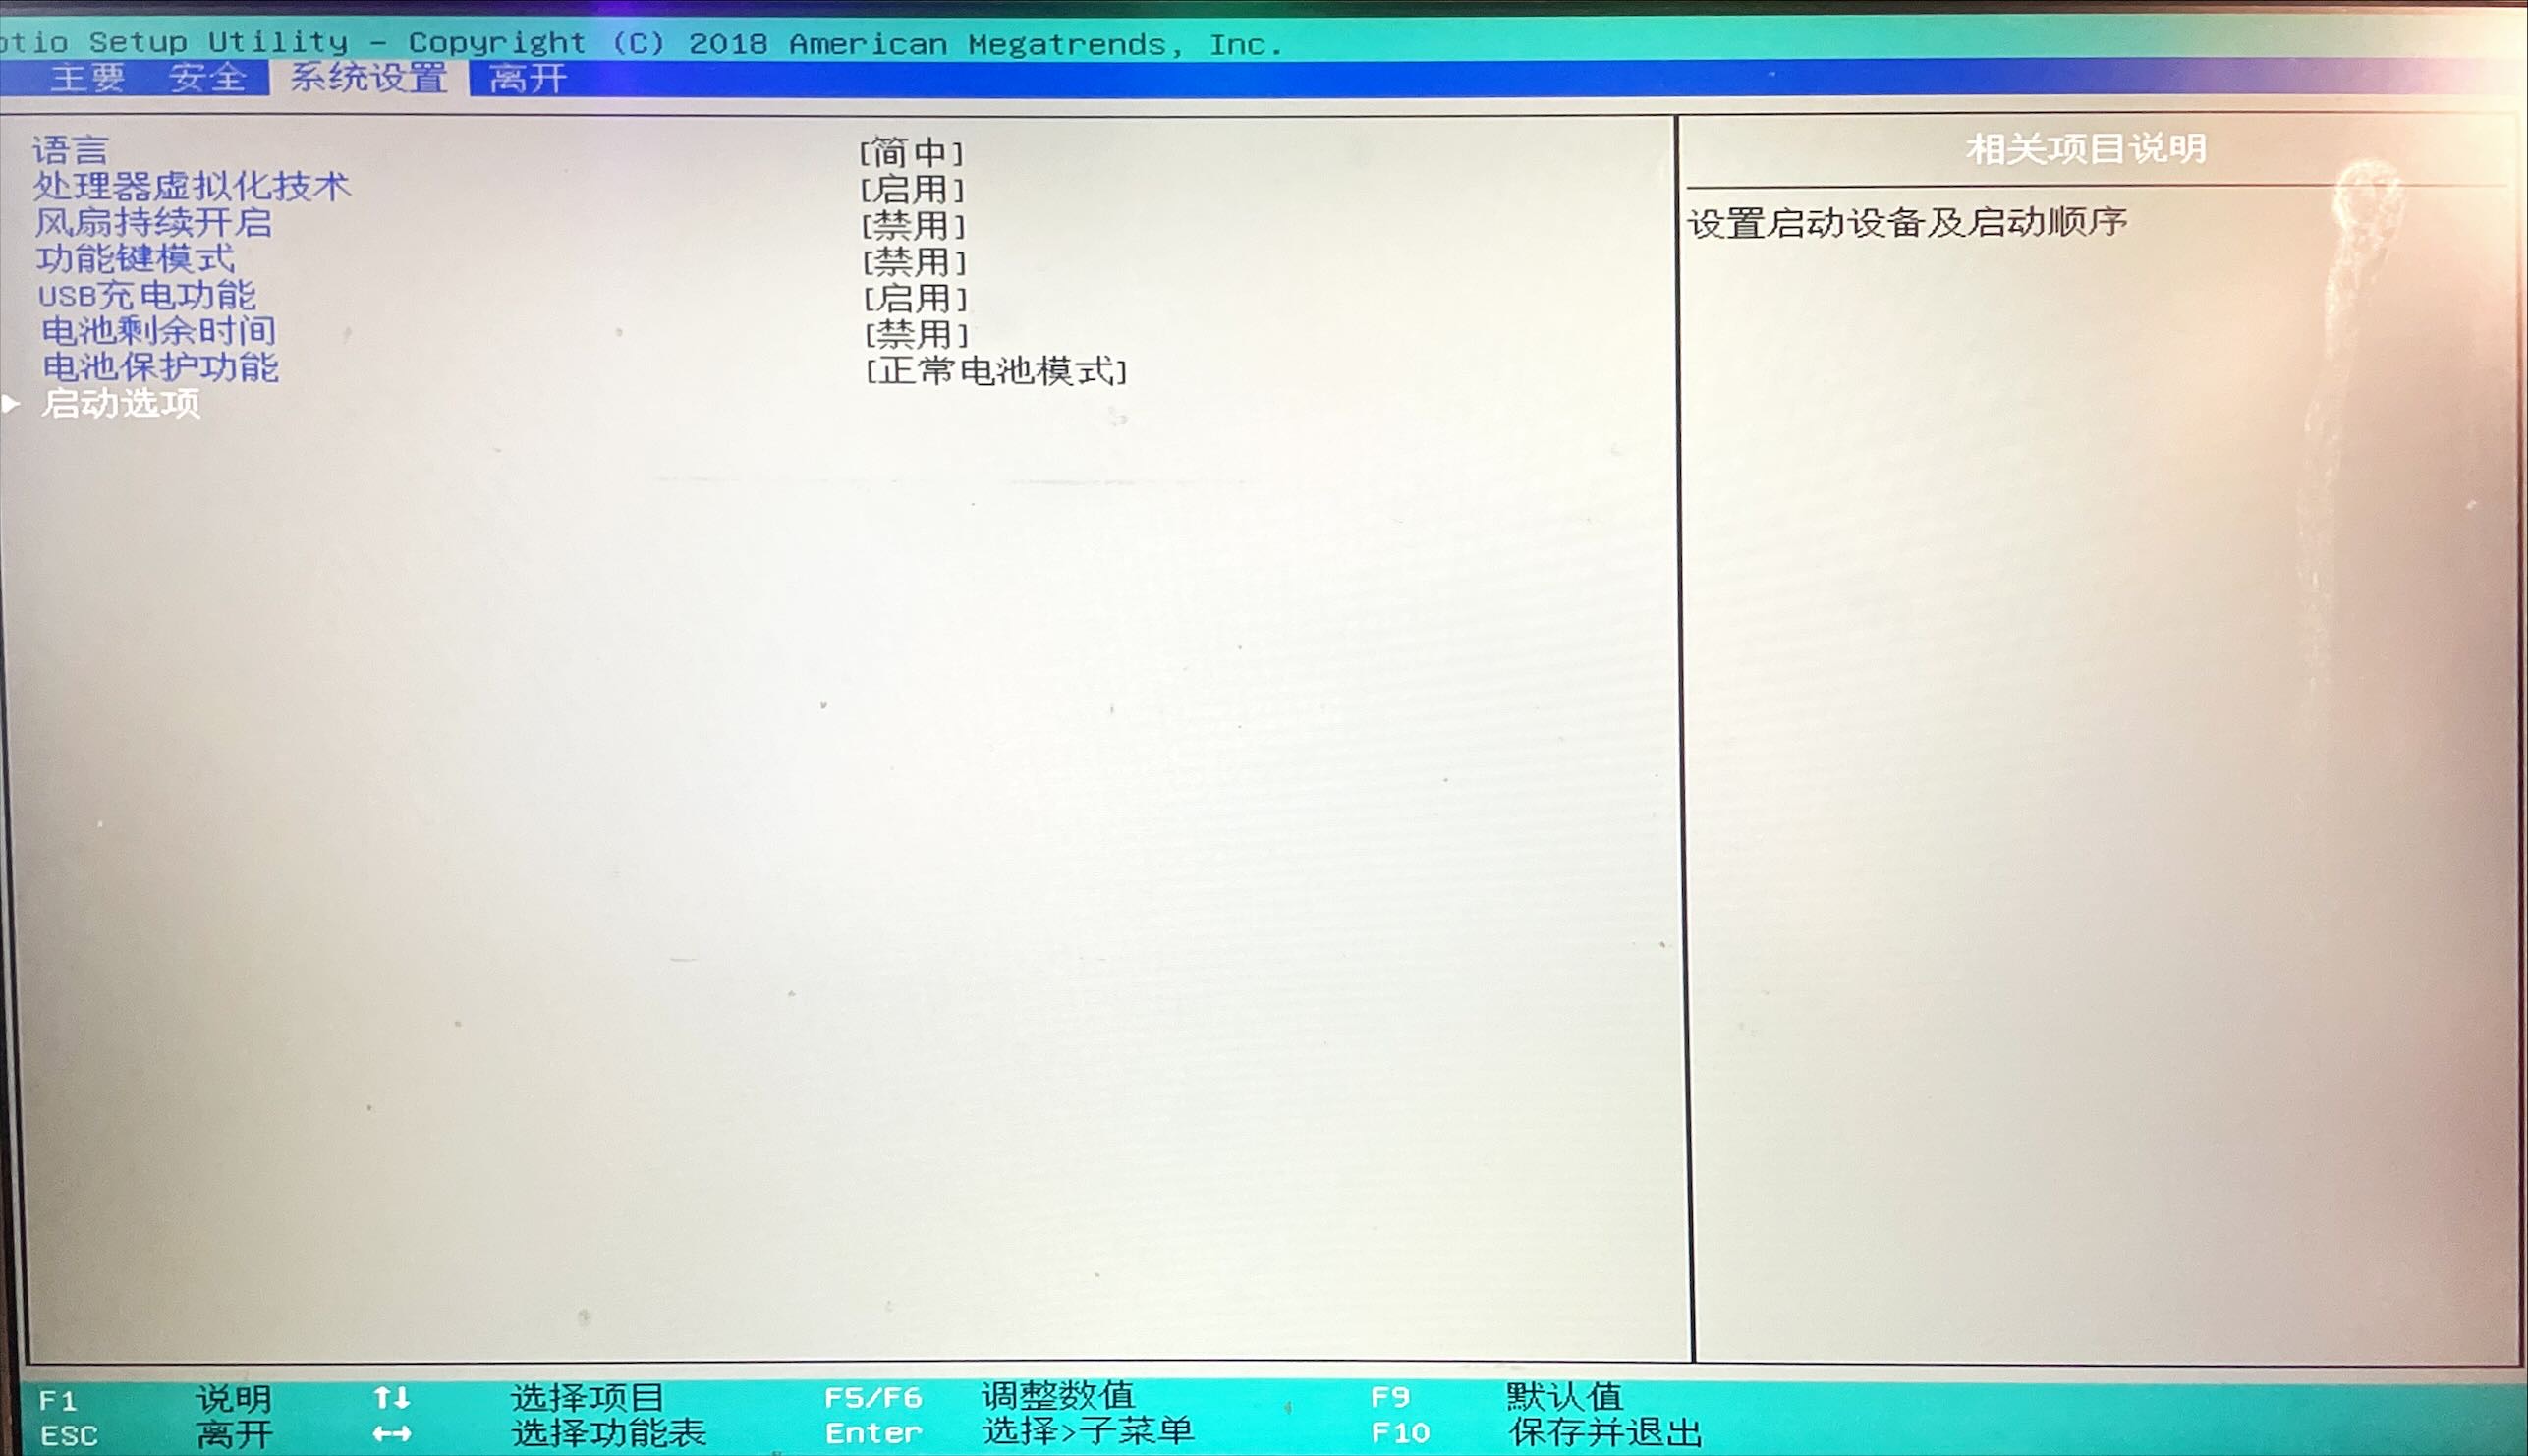 otio Setup Utility – Copyright (C) 2018 American Megatrends, Inc.
主要 安全 系统设置 离开
语言 [简中]
处理器虚拟化技术 [启用]
风扇持续开启 [禁用]
功能键模式 [禁用]
USB充电功能 [启用]
电池剩余时间 [禁用]
电池保护功能 [正常电池模式]
启动选项
相关项目说明
设置启动设备及启动顺序
F1 说明 ↑↓ 选择项目 F5/F6 调整数值 F9 默认值
ESC 离开 ←→ 选择功能表 Enter 选择>子菜单 F10 保存并退出